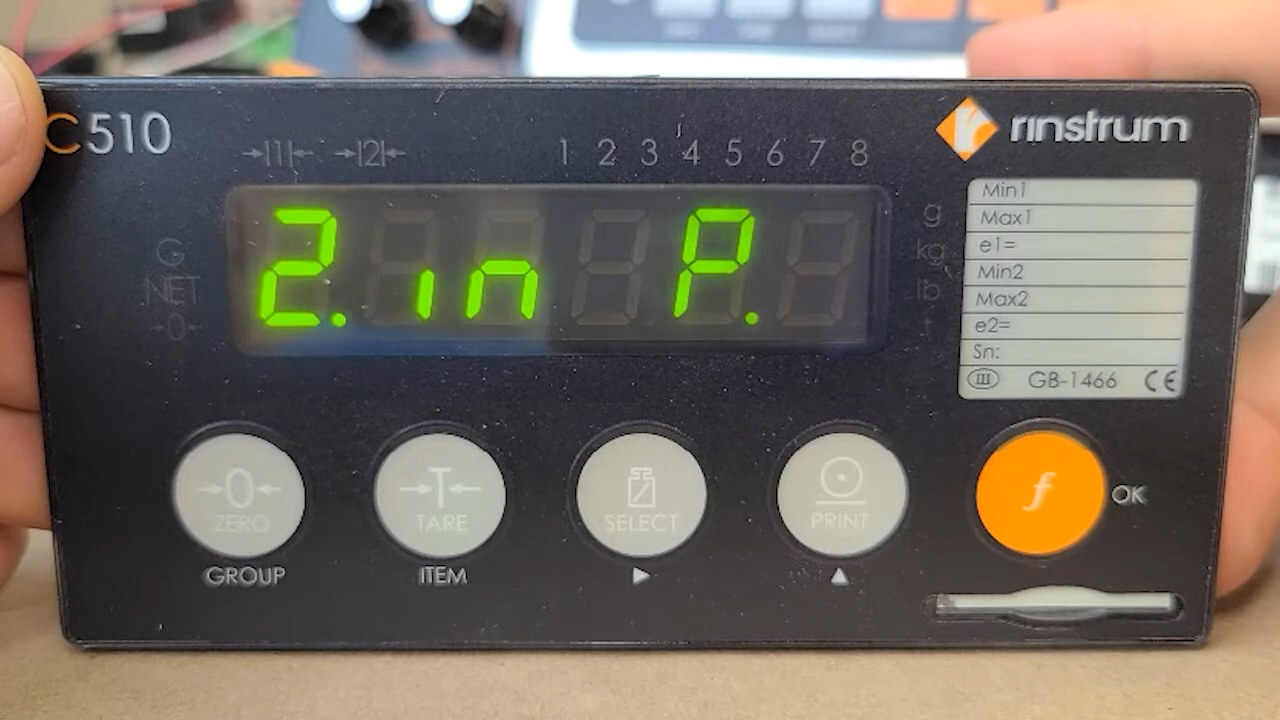 C510
→|1|← →|2|← 1 2 3 4 5 6 7 8
rinstrum
G
NET
→0←
2. in P.
g
kg
lb
t
Min1
Max1
e1=
Min2
Max2
e2=
Sn:
III GB-1466 CE
→0← ZERO
→T← TARE
SELECT
PRINT
f OK
GROUP
ITEM
▶
▲